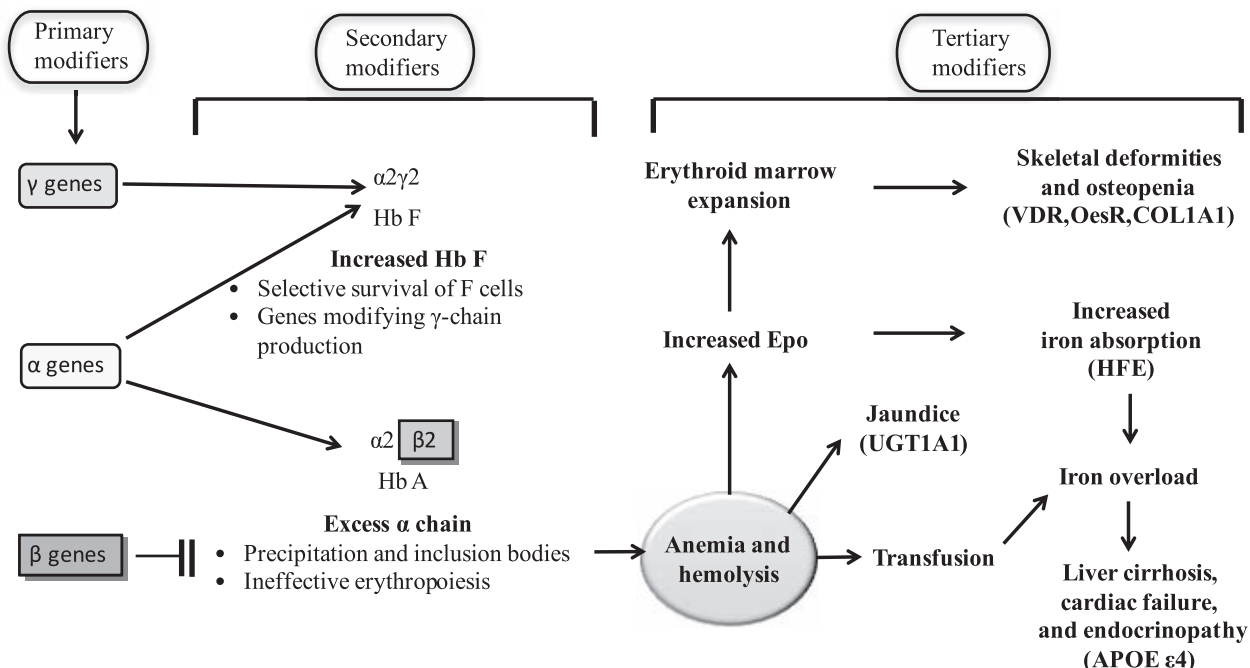 Primary
modifiers
Secondary
modifiers
Tertiary
modifiers
γ genes
α2γ2
Hb F
Increased Hb F
• Selective survival of F cells
• Genes modifying γ-chain
production
α genes
α2 β2
Hb A
Excess α chain
• Precipitation and inclusion bodies
• Ineffective erythropoiesis
β genes
Erythroid marrow
expansion
Skeletal deformities
and osteopenia
(VDR,OesR,COL1A1)
Increased Epo
Increased
iron absorption
(HFE)
Jaundice
(UGT1A1)
Iron overload
Anemia and
hemolysis
Transfusion
Liver cirrhosis,
cardiac failure,
and endocrinopathy
(APOE ε4)